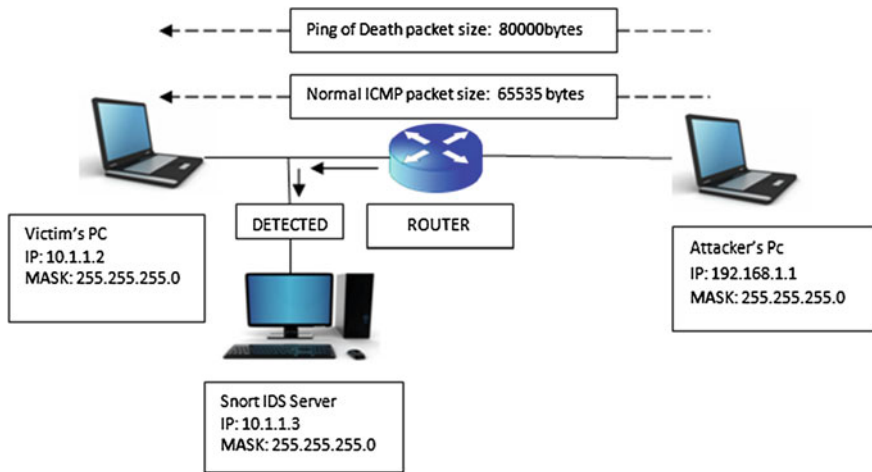 Ping of Death packet size: 80000bytes
Normal ICMP packet size: 65535 bytes
DETECTED
ROUTER
Victim's PC
IP: 10.1.1.2
MASK: 255.255.255.0
Attacker's Pc
IP: 192.168.1.1
MASK: 255.255.255.0
Snort IDS Server
IP: 10.1.1.3
MASK: 255.255.255.0